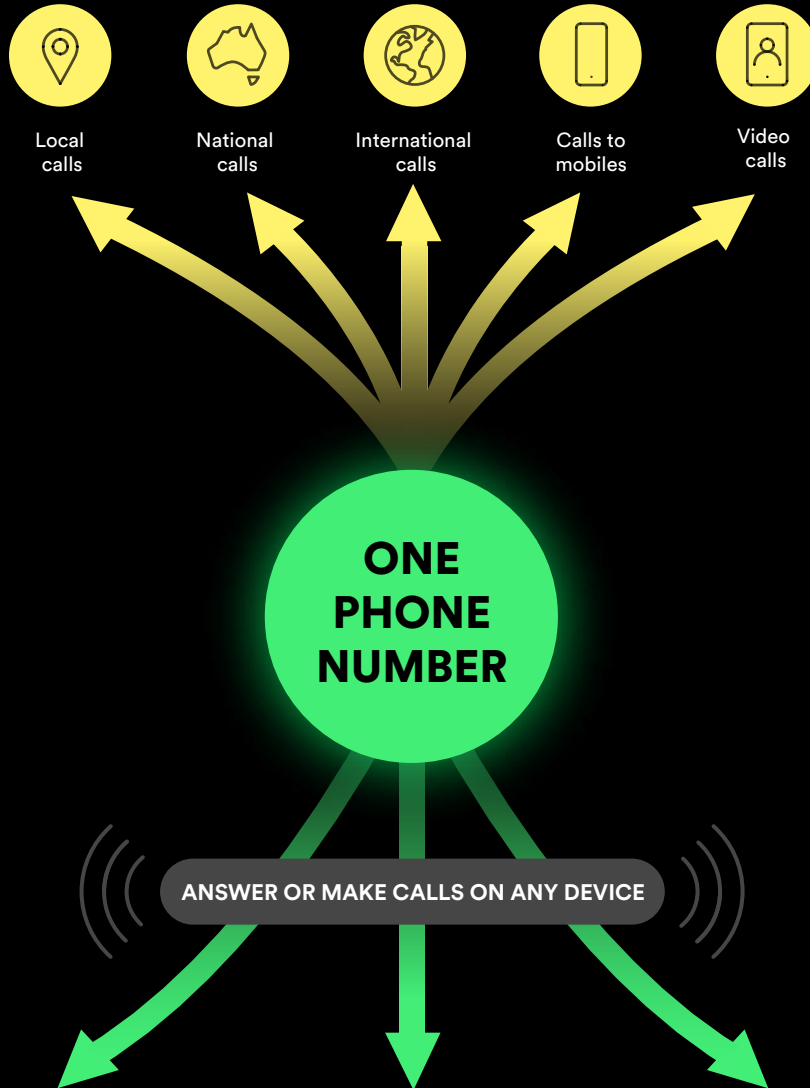 Local
calls
National
calls
International
calls
Calls to
mobiles
Video
calls
ONE
PHONE
NUMBER
ANSWER OR MAKE CALLS ON ANY DEVICE